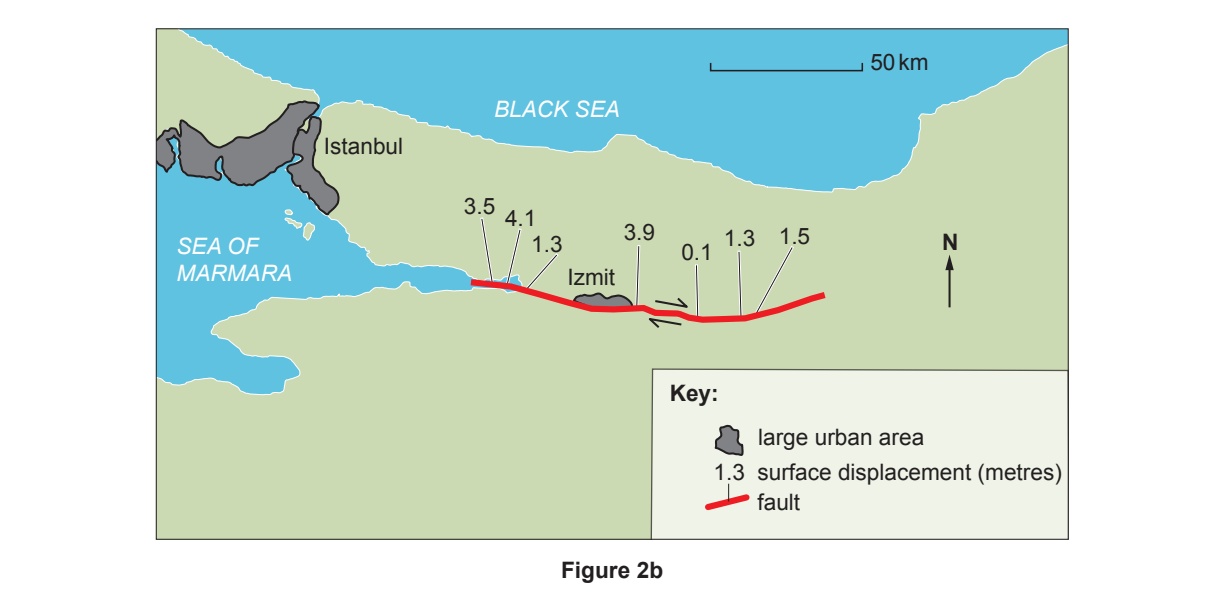 50 km
BLACK SEA
Istanbul
3.5
4.1
1.3
3.9
0.1
1.3
1.5
SEA OF
MARMARA
Izmit
N
Key:
large urban area
1.3 surface displacement (metres)
fault
Figure 2b